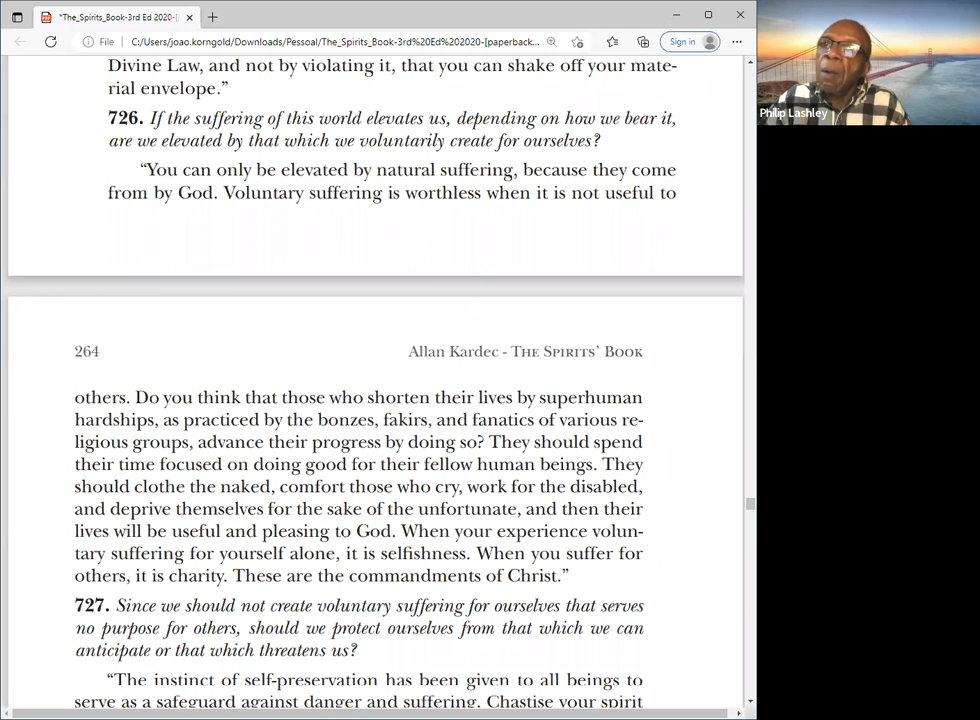 *The_Spirits_Book-3rd Ed 2020-[
File
C:/Users/joao.korngold/Downloads/Pessoal/The_Spirits_Book-3rd%20Ed%202020-[paperback...
Sign in
Philip Lashley
Divine Law, and not by violating it, that you can shake off your mate-
rial envelope.”
726. If the suffering of this world elevates us, depending on how we bear it,
are we elevated by that which we voluntarily create for ourselves?
“You can only be elevated by natural suffering, because they come
from by God. Voluntary suffering is worthless when it is not useful to
264
Allan Kardec - The Spirits’ Book
others. Do you think that those who shorten their lives by superhuman
hardships, as practiced by the bonzes, fakirs, and fanatics of various re-
ligious groups, advance their progress by doing so? They should spend
their time focused on doing good for their fellow human beings. They
should clothe the naked, comfort those who cry, work for the disabled,
and deprive themselves for the sake of the unfortunate, and then their
lives will be useful and pleasing to God. When your experience volun-
tary suffering for yourself alone, it is selfishness. When you suffer for
others, it is charity. These are the commandments of Christ.”
727. Since we should not create voluntary suffering for ourselves that serves
no purpose for others, should we protect ourselves from that which we can
anticipate or that which threatens us?
“The instinct of self-preservation has been given to all beings to
serve as a safeguard against danger and suffering. Chastise your spirit